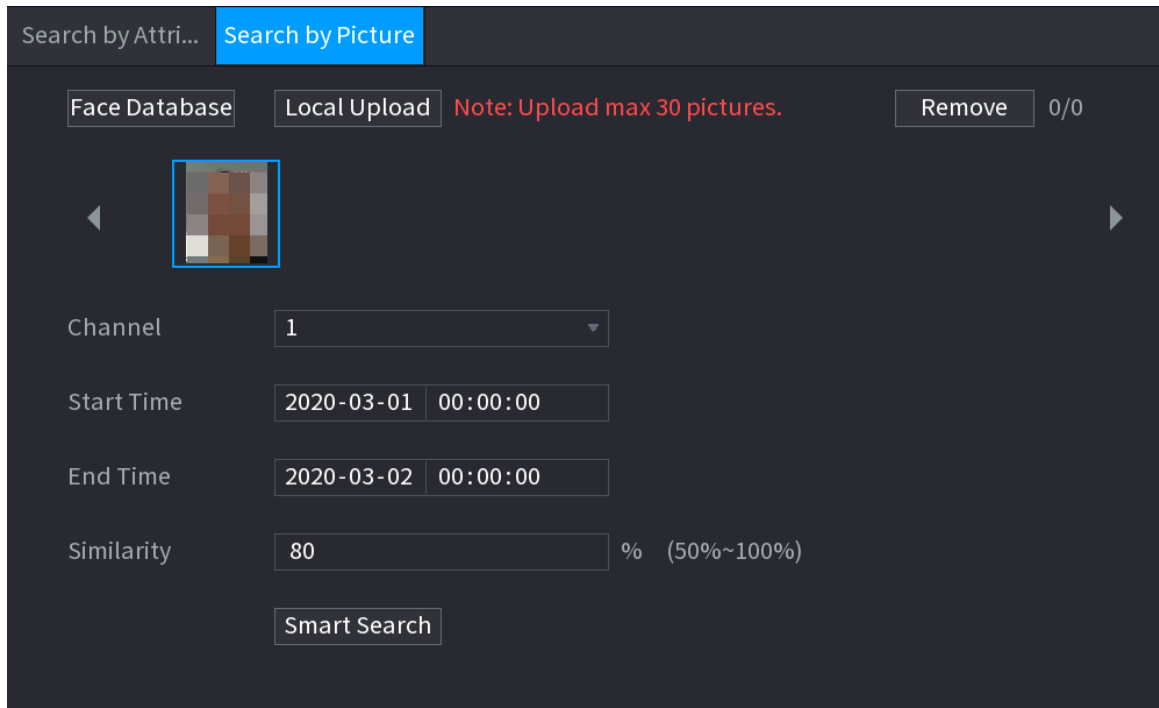 Search by Attri... Search by Picture
Face Database Local Upload Note: Upload max 30 pictures. Remove 0/0
Channel 1
Start Time 2020-03-01 00:00:00
End Time 2020-03-02 00:00:00
Similarity 80 % (50%~100%)
Smart Search